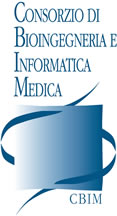 CONSORZIO DI
BIOINGEGNERIA E
INFORMATICA
MEDICA
CBIM